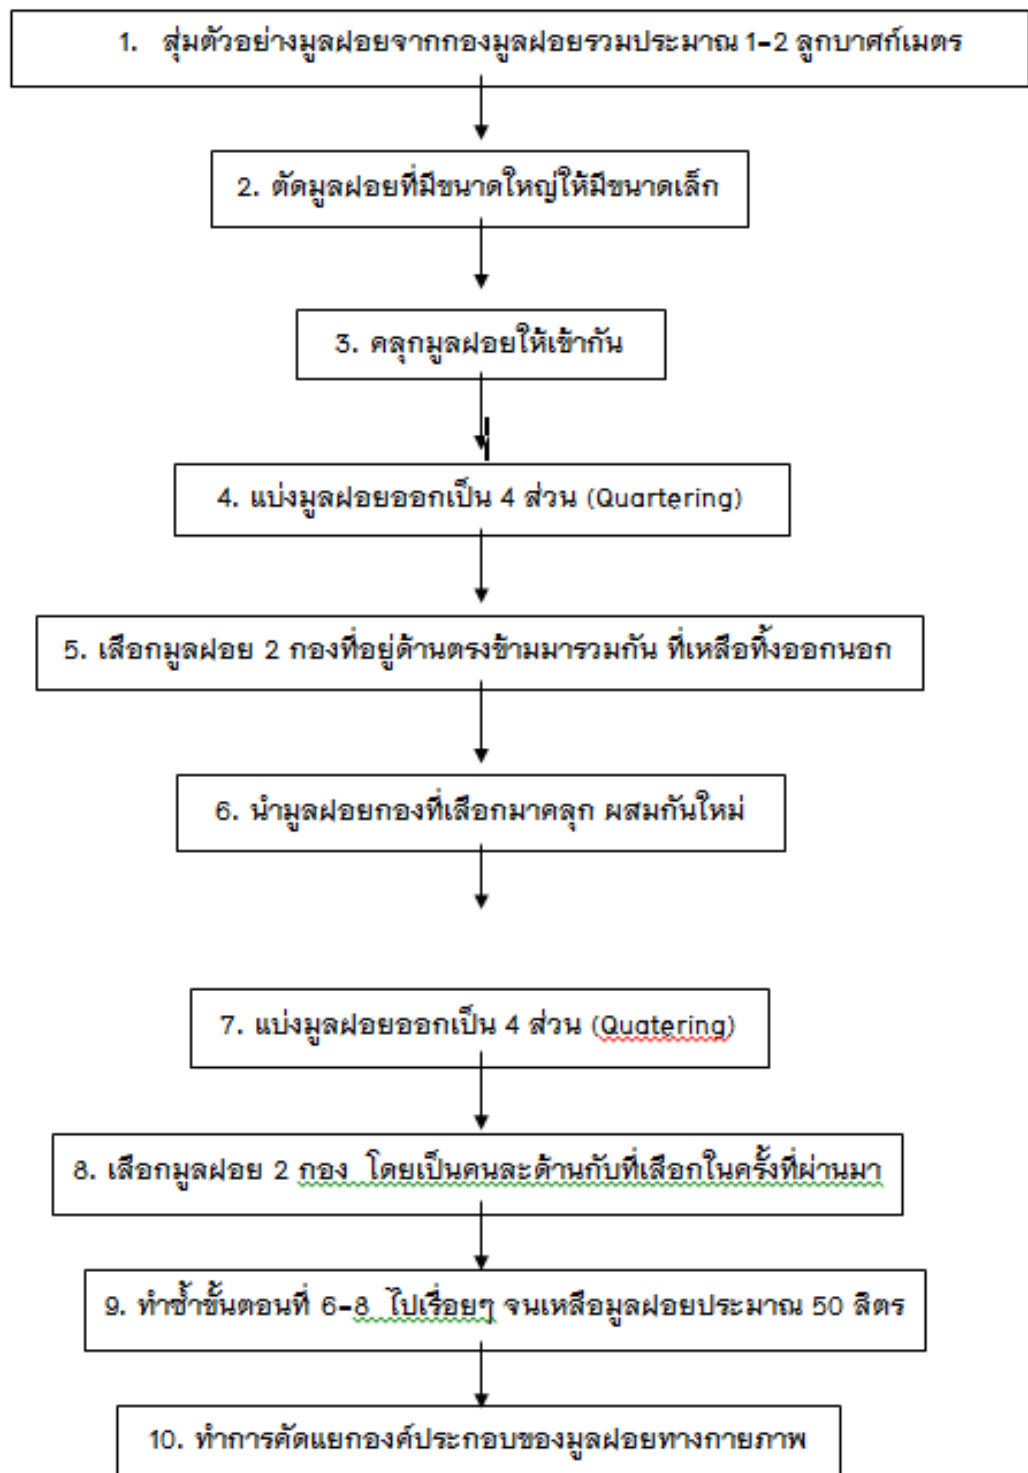 1. สุ่มตัวอย่างมูลฝอยจากกองมูลฝอยรวมประมาณ 1-2 ลูกบาศก์เมตร
2. ตัดมูลฝอยที่มีขนาดใหญ่ให้มีขนาดเล็ก
3. คลุกมูลฝอยให้เข้ากัน
4. แบ่งมูลฝอยออกเป็น 4 ส่วน (Quartering)
5. เลือกมูลฝอย 2 กองที่อยู่ด้านตรงข้ามมารวมกัน ที่เหลือทิ้งออกนอก
6. นำมูลฝอยกองที่เลือกมาคลุก ผสมกันใหม่
7. แบ่งมูลฝอยออกเป็น 4 ส่วน (Quatering)
8. เลือกมูลฝอย 2 กอง โดยเป็นคนละด้านกับที่เลือกในครั้งที่ผ่านมา
9. ทำซ้ำขั้นตอนที่ 6-8 ไปเรื่อยๆ จนเหลือมูลฝอยประมาณ 50 ลิตร
10. ทำการคัดแยกองค์ประกอบของมูลฝอยทางกายภาพ